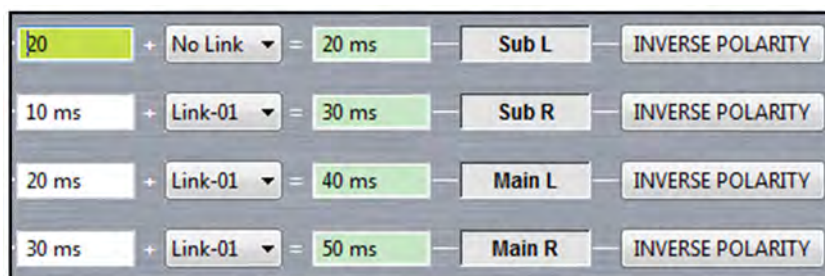 20 + No Link = 20 ms Sub L INVERSE POLARITY
10 ms + Link-01 = 30 ms Sub R INVERSE POLARITY
20 ms + Link-01 = 40 ms Main L INVERSE POLARITY
30 ms + Link-01 = 50 ms Main R INVERSE POLARITY